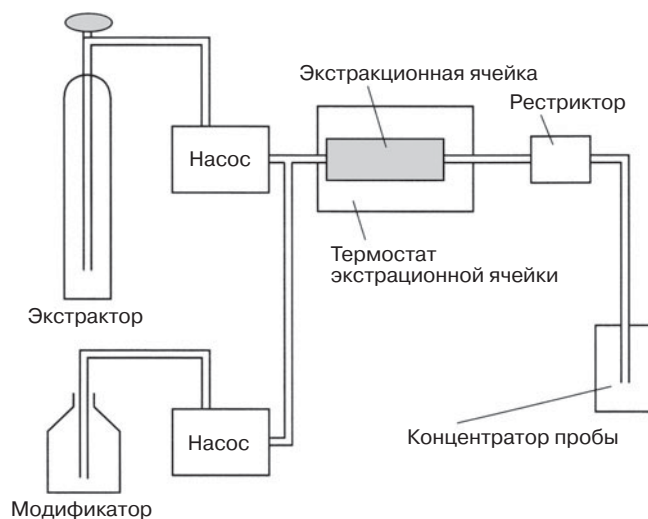 Экстракционная ячейка
Рестриктор
Насос
Термостат
экстрационной ячейки
Экстрактор
Насос
Концентратор пробы
Модификатор